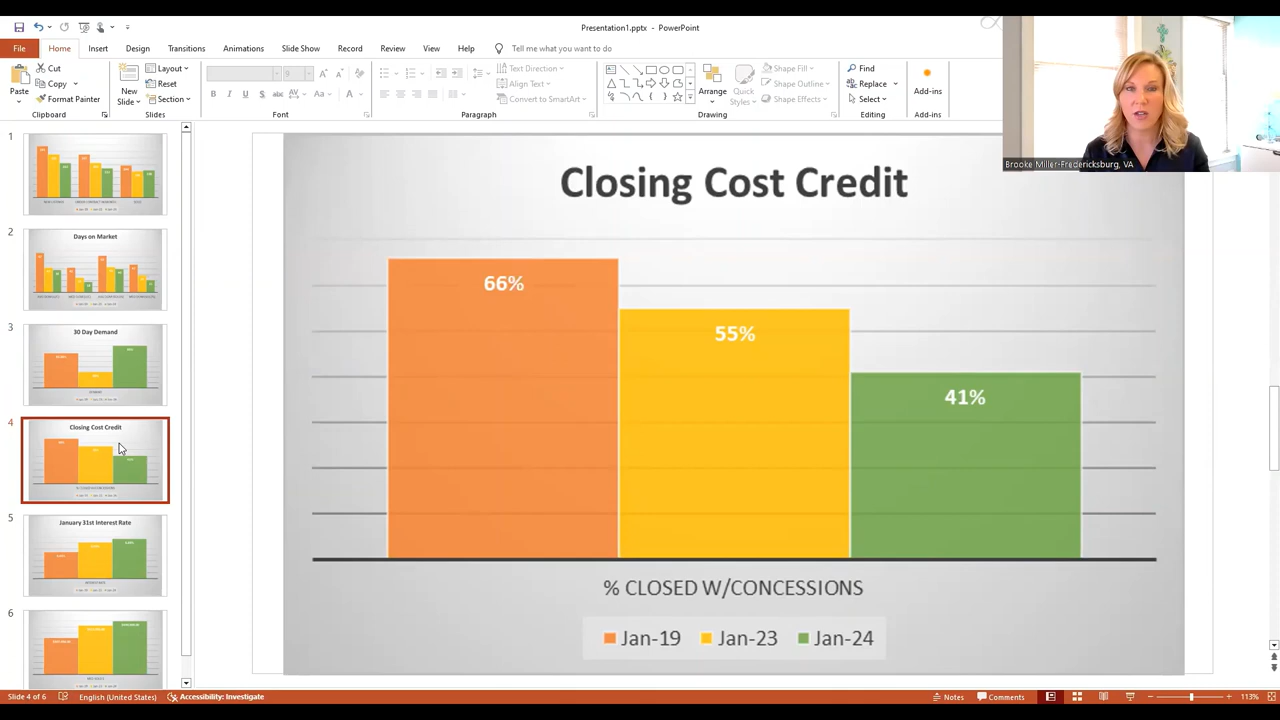 Presentation1.pptx - PowerPoint
File Home Insert Design Transitions Animations Slide Show Record Review View Help Tell me what you want to do
Paste
Cut
Copy
Format Painter
Clipboard
New
Slide
Layout
Reset
Section
Slides
9
B I U S ab AV Aa A
Font
Text Direction
Align Text
Convert to SmartArt
Paragraph
Arrange
Quick
Styles
Shape Fill
Shape Outline
Shape Effects
Drawing
Find
Replace
Select
Editing
Add-ins
Add-ins
Brooke Miller-Fredericksburg, VA
1
2
Days on Market
3
30 Day Demand
4
Closing Cost Credit
5
January 31st Interest Rate
6
Closing Cost Credit
66%
55%
41%
% CLOSED W/CONCESSIONS
Jan-19 Jan-23 Jan-24
Slide 4 of 6 English (United States) Accessibility: Investigate Notes Comments 113%